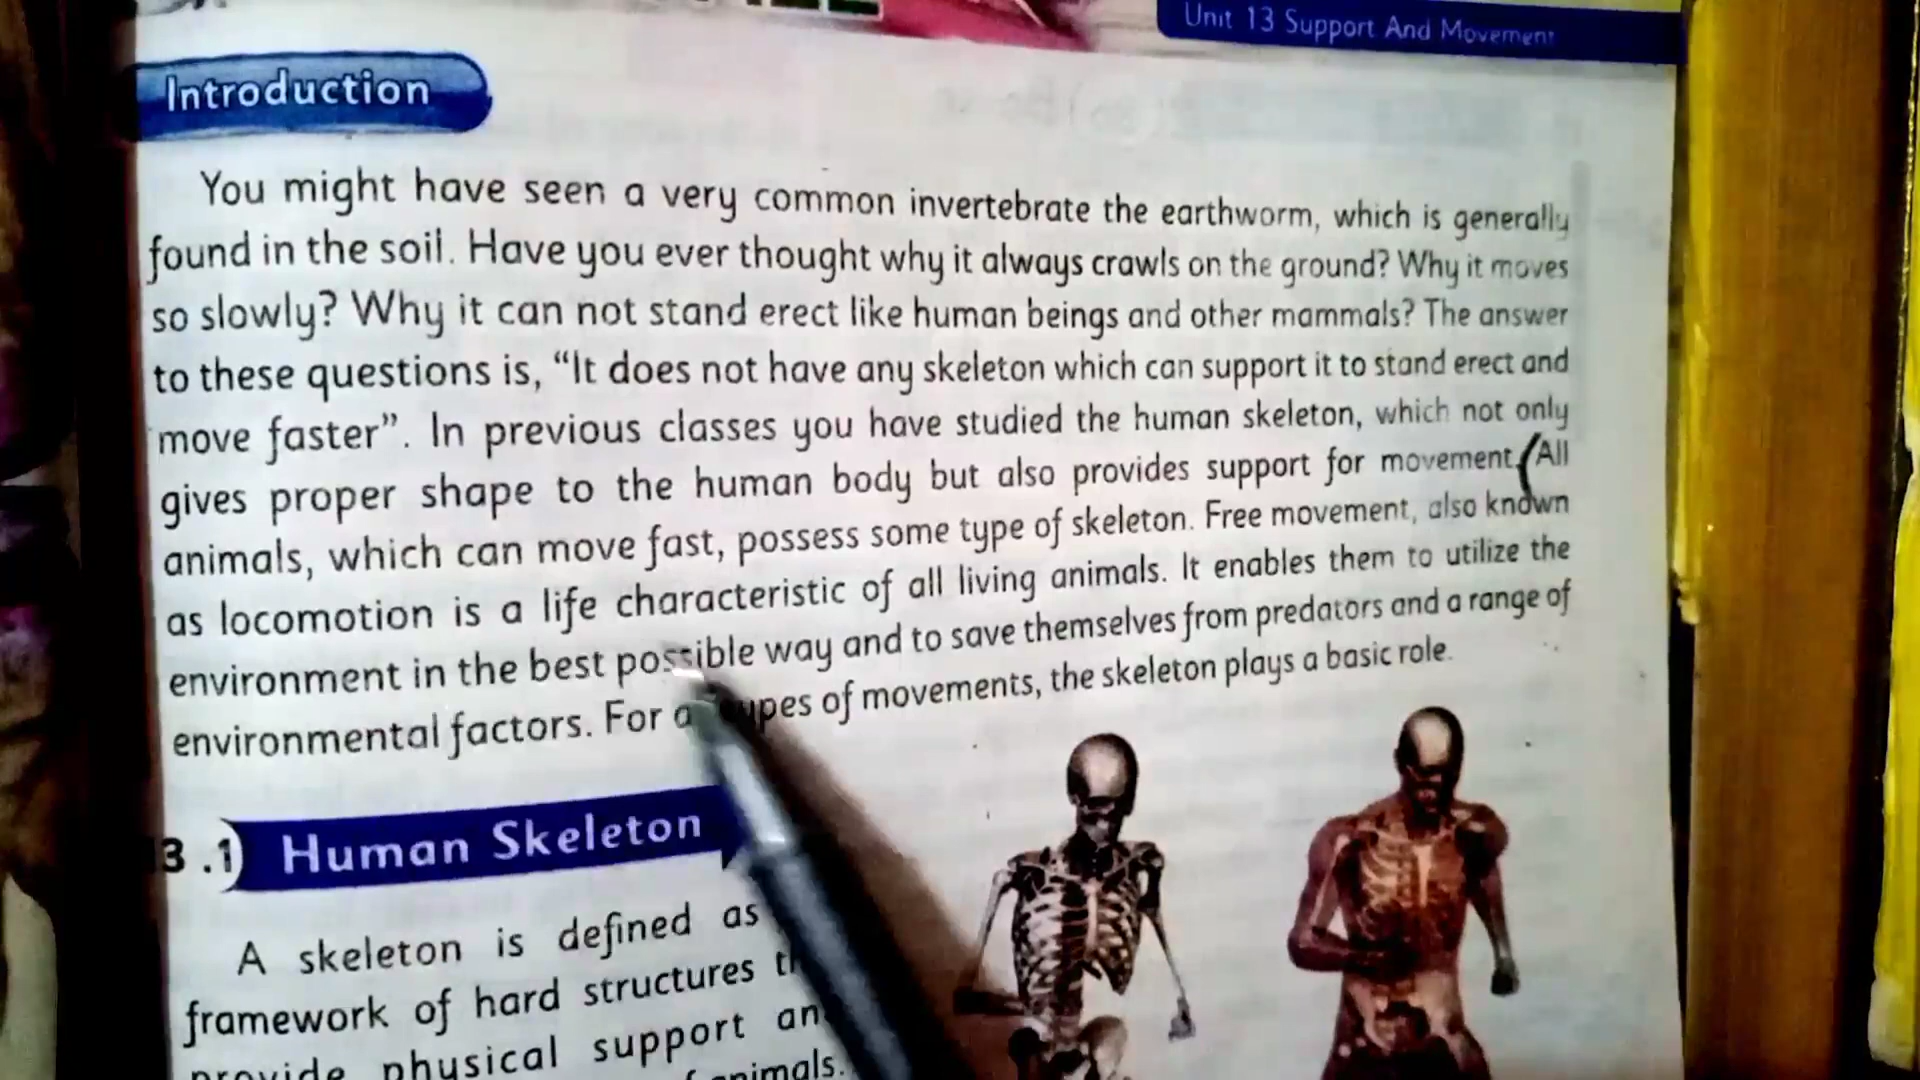 Unit 13 Support And Movement
Introduction
You might have seen a very common invertebrate the earthworm, which is generally
found in the soil. Have you ever thought why it always crawls on the ground? Why it moves
so slowly? Why it can not stand erect like human beings and other mammals? The answer
to these questions is, “It does not have any skeleton which can support it to stand erect and
move faster”. In previous classes you have studied the human skeleton, which not only
gives proper shape to the human body but also provides support for movement. All
animals, which can move fast, possess some type of skeleton. Free movement, also known
as locomotion is a life characteristic of all living animals. It enables them to utilize the
environment in the best possible way and to save themselves from predators and a range of
environmental factors. For of movements, the skeleton plays a basic role.
3.1 Human Skeleton
A skeleton is defined as
framework of hard structures
provide physical support
animals.